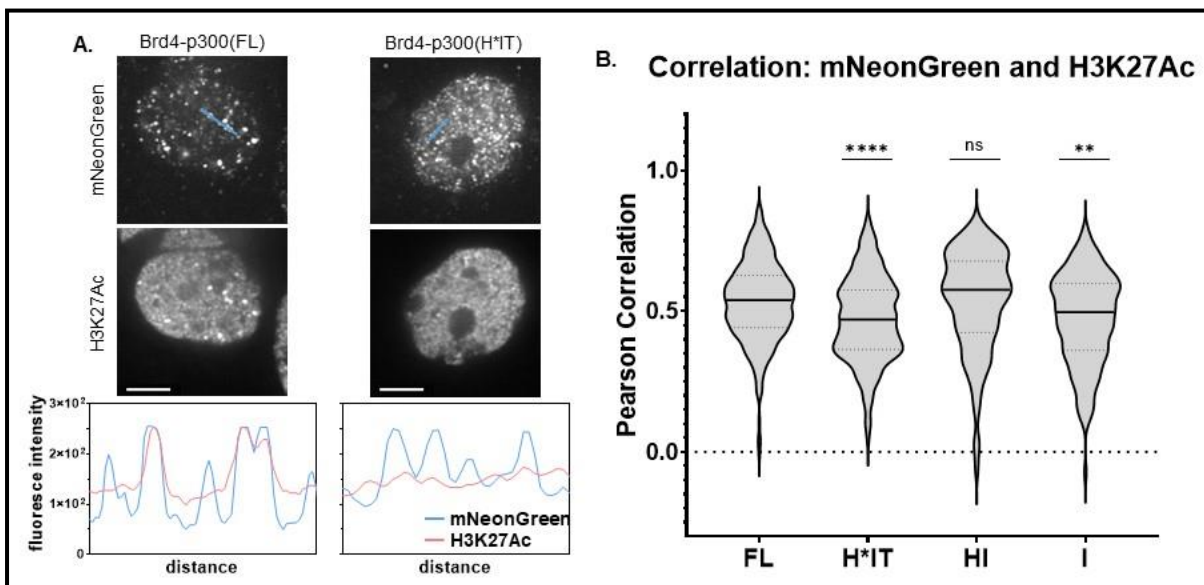 A.
Brd4-p300(FL)
Brd4-p300(H*IT)
mNeonGreen
H3K27Ac
fluoresce intensity
3×10²
2×10²
1×10²
0
distance
distance
mNeonGreen
H3K27Ac
B. Correlation: mNeonGreen and H3K27Ac
Pearson Correlation
1.0
0.5
0.0
**** ns **
FL H*IT HI I